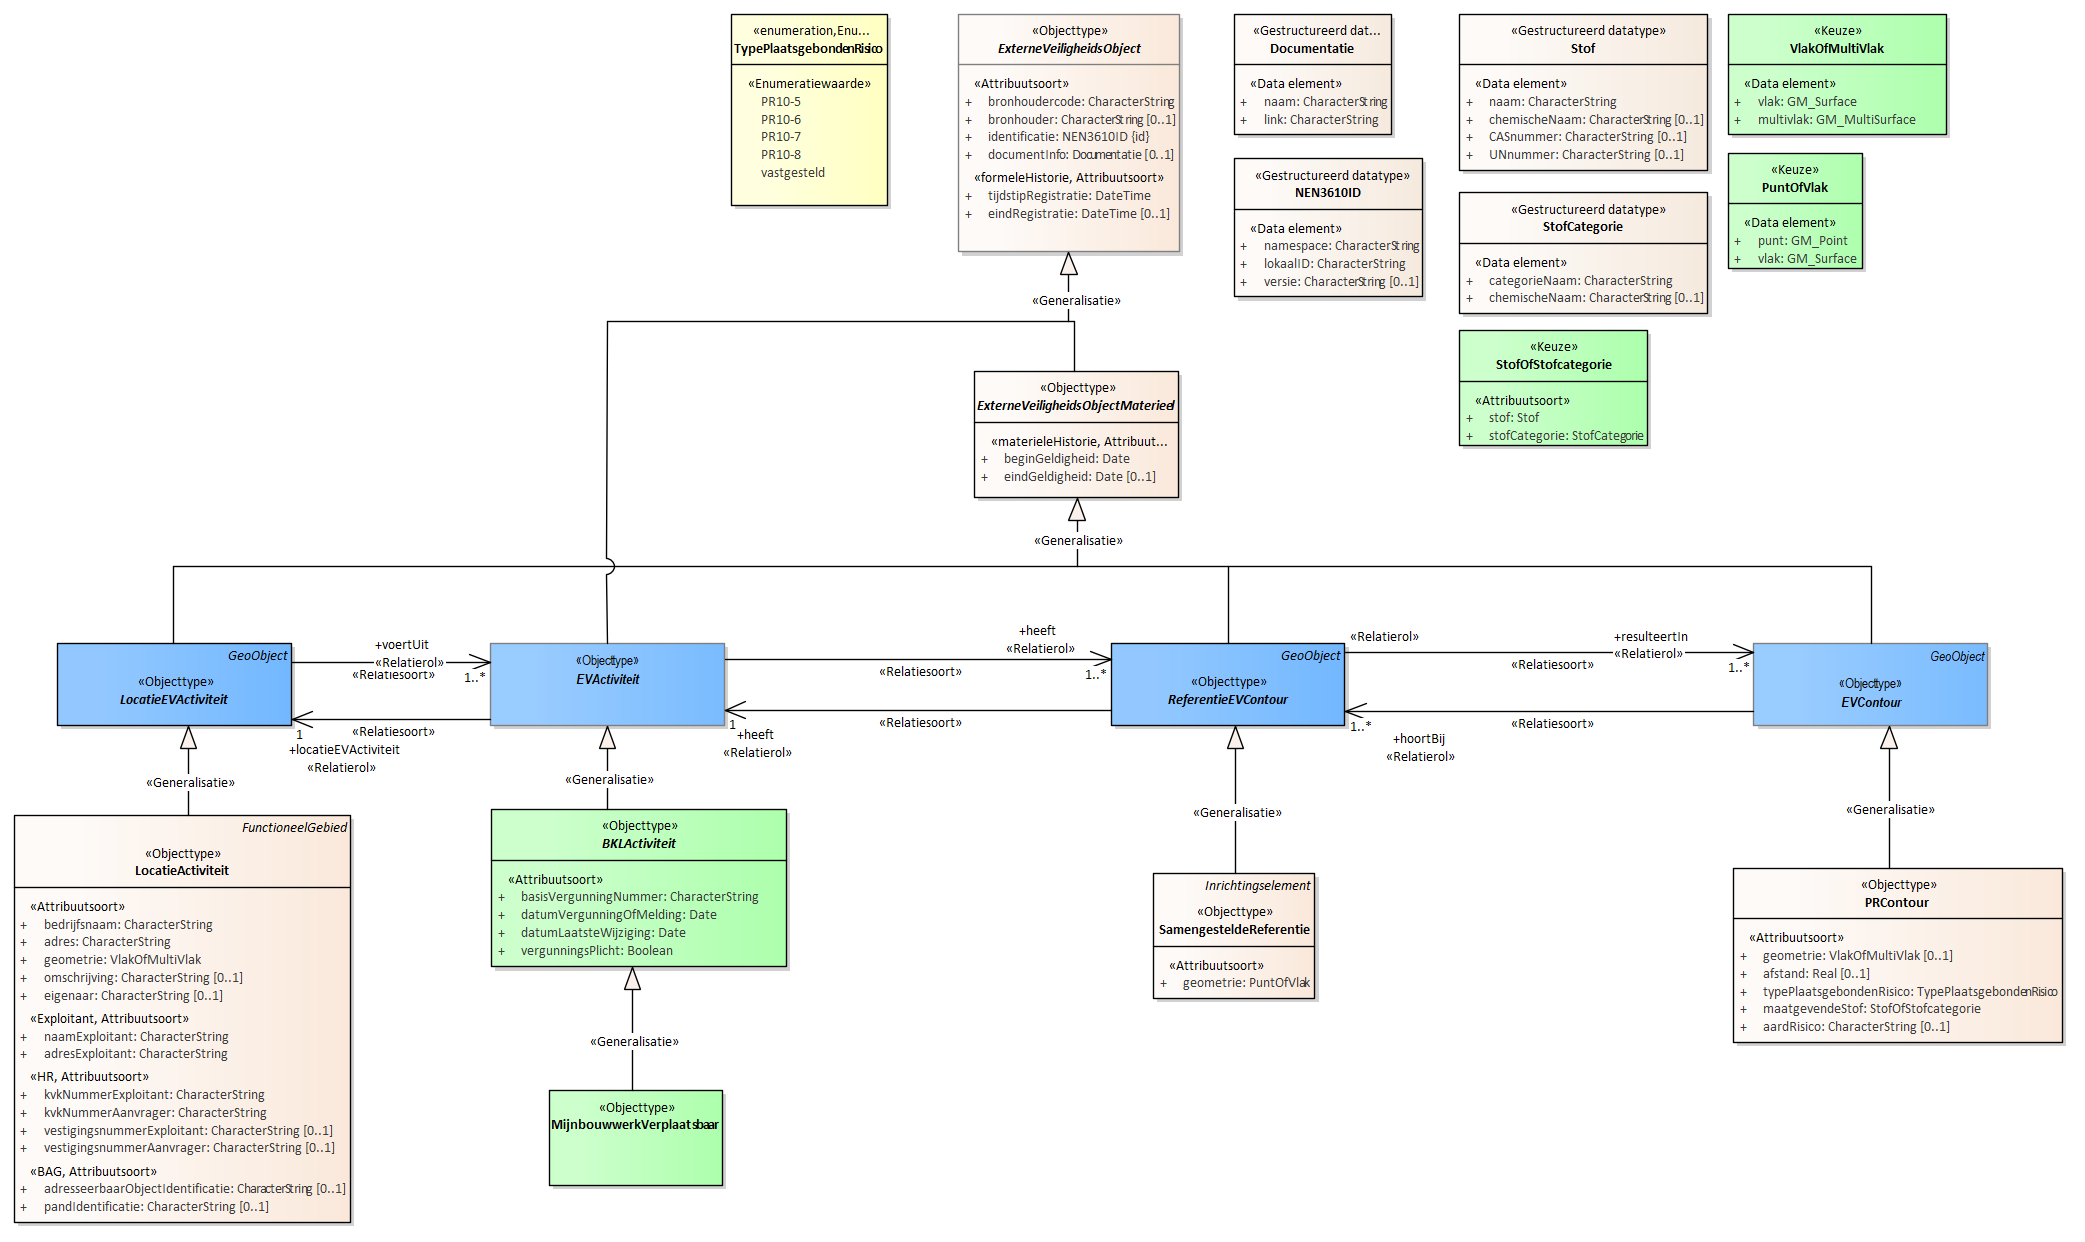 «enumeration,Enu...
TypePlaatsgebondenRisico
«Enumeratiewaarde»
PR10-5
PR10-6
PR10-7
PR10-8
vastgesteld
«Objecttype»
ExterneVeiligheidsObject
«Attribuutsoort»
+ bronhoudercode: CharacterString
+ bronhouder: CharacterString [0..1]
+ identificatie: NEN3610ID {id}
+ documentInfo: Documentatie [0..1]
«formeleHistorie, Attribuutsoort»
+ tijdstipRegistratie: DateTime
+ eindRegistratie: DateTime [0..1]
«Gestructureerd dat...
Documentatie
«Data element»
+ naam: CharacterString
+ link: CharacterString
«Gestructureerd datatype»
NEN3610ID
«Data element»
+ namespace: CharacterString
+ lokaalID: CharacterString
+ versie: CharacterString [0..1]
«Gestructureerd datatype»
Stof
«Data element»
+ naam: CharacterString
+ chemischeNaam: CharacterString [0..1]
+ CASnummer: CharacterString [0..1]
+ UNnummer: CharacterString [0..1]
«Gestructureerd datatype»
StofCategorie
«Data element»
+ categorieNaam: CharacterString
+ chemischeNaam: CharacterString [0..1]
«Keuze»
StofOfStofcategorie
«Attribuutsoort»
+ stof: Stof
+ stofCategorie: StofCategorie
«Keuze»
VlakOfMultiVlak
«Data element»
+ vlak: GM_Surface
+ multivlak: GM_MultiSurface
«Keuze»
PuntOfVlak
«Data element»
+ punt: GM_Point
+ vlak: GM_Surface
«Generalisatie»
«Objecttype»
ExterneVeiligheidsObjectMaterieel
«materieleHistorie, Attribuut...
+ beginGeldigheid: Date
+ eindGeldigheid: Date [0..1]
«Generalisatie»
GeoObject
«Objecttype»
LocatieEVActiviteit
+voertUit
«Relatierol»
«Relatiesoort»
1..*
«Relatiesoort»
1
+locatieEVActiviteit
«Relatierol»
«Objecttype»
EVActiviteit
+heeft
«Relatierol»
«Relatiesoort»
1..*
«Relatiesoort»
1
+heeft
«Relatierol»
GeoObject
«Objecttype»
ReferentieEVContour
«Relatierol»
+resulteertIn
«Relatierol»
«Relatiesoort»
1..*
«Relatiesoort»
1..*
+hoortBij
«Relatierol»
GeoObject
«Objecttype»
EVContour
«Generalisatie»
«Generalisatie»
«Generalisatie»
«Generalisatie»
FunctioneelGebied
«Objecttype»
LocatieActiviteit
«Attribuutsoort»
+ bedrijfsnaam: CharacterString
+ adres: CharacterString
+ geometrie: VlakOfMultiVlak
+ omschrijving: CharacterString [0..1]
+ eigenaar: CharacterString [0..1]
«Exploitant, Attribuutsoort»
+ naamExploitant: CharacterString
+ adresExploitant: CharacterString
«HR, Attribuutsoort»
+ kvkNummerExploitant: CharacterString
+ kvkNummerAanvrager: CharacterString
+ vestigingsnummerExploitant: CharacterString [0..1]
+ vestigingsnummerAanvrager: CharacterString [0..1]
«BAG, Attribuutsoort»
+ adresseerbaarObjectIdentificatie: CharacterString [0..1]
+ pandIdentificatie: CharacterString [0..1]
«Objecttype»
BKLActiviteit
«Attribuutsoort»
+ basisVergunningNummer: CharacterString
+ datumVergunningOfMelding: Date
+ datumLaatsteWijziging: Date
+ vergunningsPlicht: Boolean
«Generalisatie»
«Objecttype»
MijnbouwwerkVerplaatsbaar
Inrichtingselement
«Objecttype»
SamengesteldeReferentie
«Attribuutsoort»
+ geometrie: PuntOfVlak
«Objecttype»
PRContour
«Attribuutsoort»
+ geometrie: VlakOfMultiVlak [0..1]
+ afstand: Real [0..1]
+ typePlaatsgebondenRisico: TypePlaatsgebondenRisico
+ maatgevendeStof: StofOfStofcategorie
+ aardRisico: CharacterString [0..1]